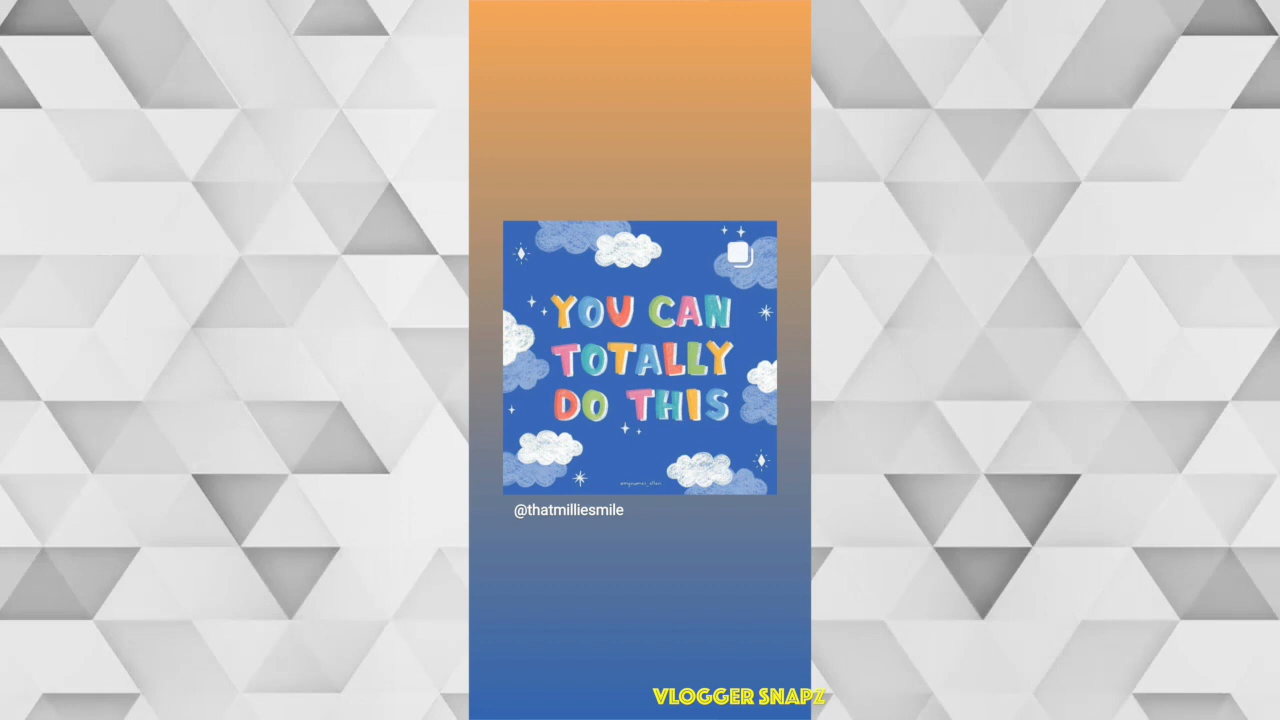 YOU CAN
TOTALLY
DO THIS
@thatmilliesmile
VLOGGER SNAPZ